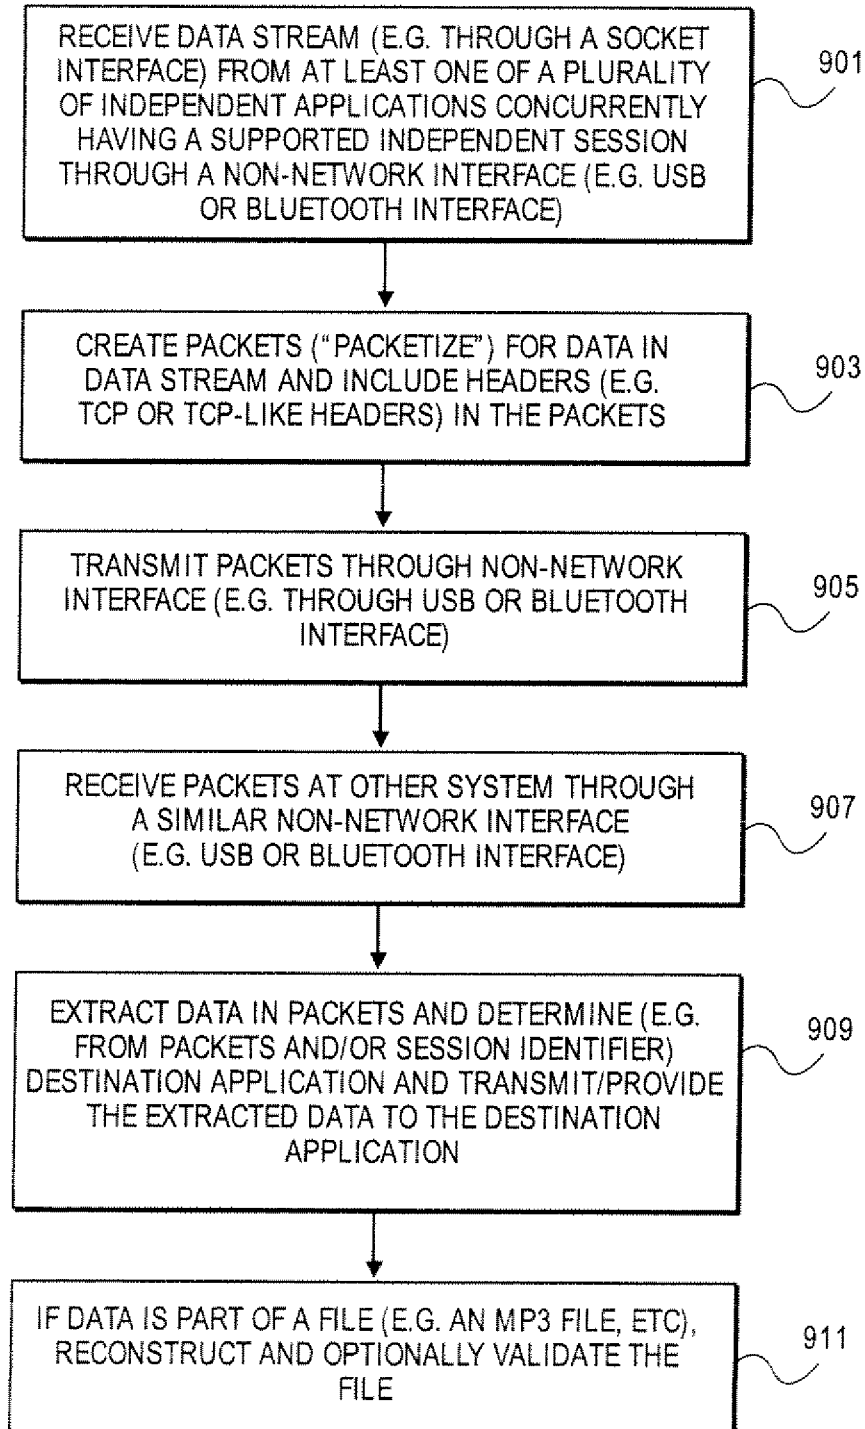 RECEIVE DATA STREAM (E.G. THROUGH A SOCKET
INTERFACE) FROM AT LEAST ONE OF A PLURALITY
OF INDEPENDENT APPLICATIONS CONCURRENTLY
HAVING A SUPPORTED INDEPENDENT SESSION
THROUGH A NON-NETWORK INTERFACE (E.G. USB
OR BLUETOOTH INTERFACE)
901
CREATE PACKETS ("PACKETIZE") FOR DATA IN
DATA STREAM AND INCLUDE HEADERS (E.G.
TCP OR TCP-LIKE HEADERS) IN THE PACKETS
903
TRANSMIT PACKETS THROUGH NON-NETWORK
INTERFACE (E.G. THROUGH USB OR BLUETOOTH
INTERFACE)
905
RECEIVE PACKETS AT OTHER SYSTEM THROUGH
A SIMILAR NON-NETWORK INTERFACE
(E.G. USB OR BLUETOOTH INTERFACE)
907
EXTRACT DATA IN PACKETS AND DETERMINE (E.G.
FROM PACKETS AND/OR SESSION IDENTIFIER)
DESTINATION APPLICATION AND TRANSMIT/PROVIDE
THE EXTRACTED DATA TO THE DESTINATION
APPLICATION
909
IF DATA IS PART OF A FILE (E.G. AN MP3 FILE, ETC),
RECONSTRUCT AND OPTIONALLY VALIDATE THE
FILE
911